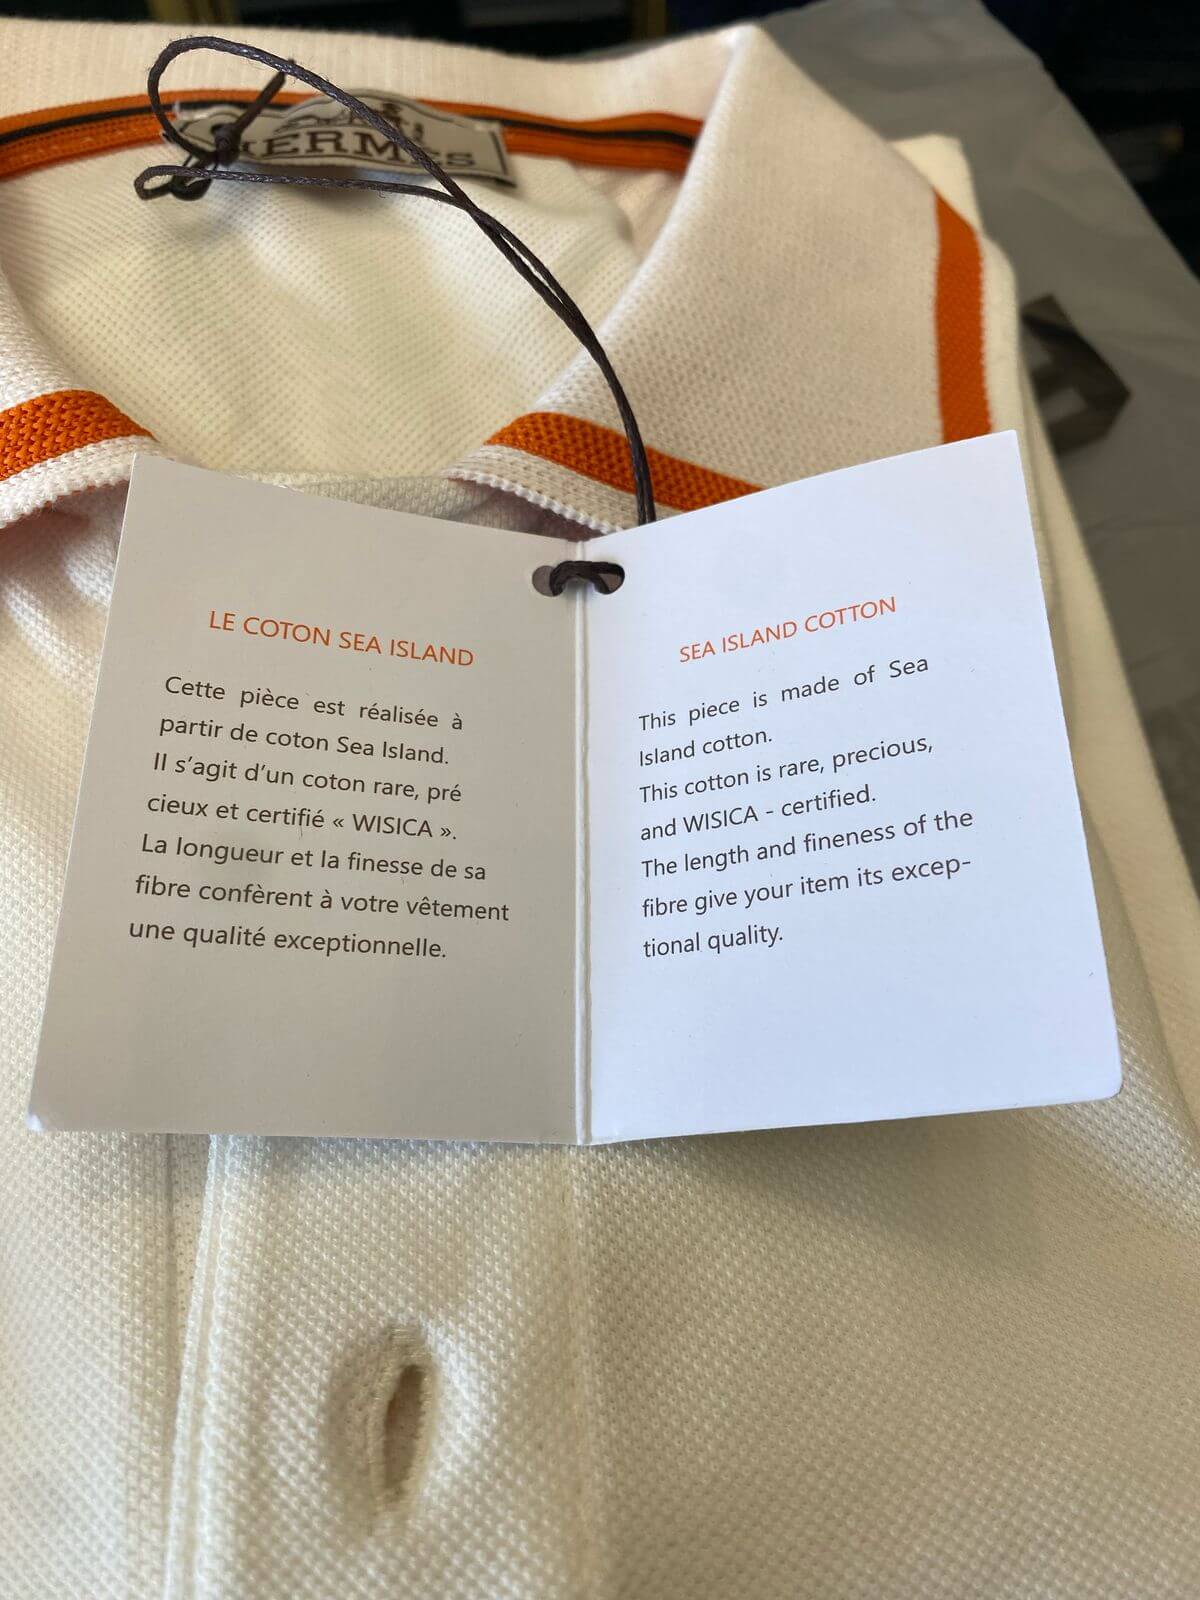 HERMES
LE COTON SEA ISLAND
Cette pièce est réalisée à
partir de coton Sea Island.
Il s’agit d’un coton rare, pré
cieux et certifié « WISICA ».
La longueur et la finesse de sa
fibre confèrent à votre vêtement
une qualité exceptionnelle.
SEA ISLAND COTTON
This piece is made of Sea
Island cotton.
This cotton is rare, precious,
and WISICA - certified.
The length and fineness of the
fibre give your item its excep-
tional quality.